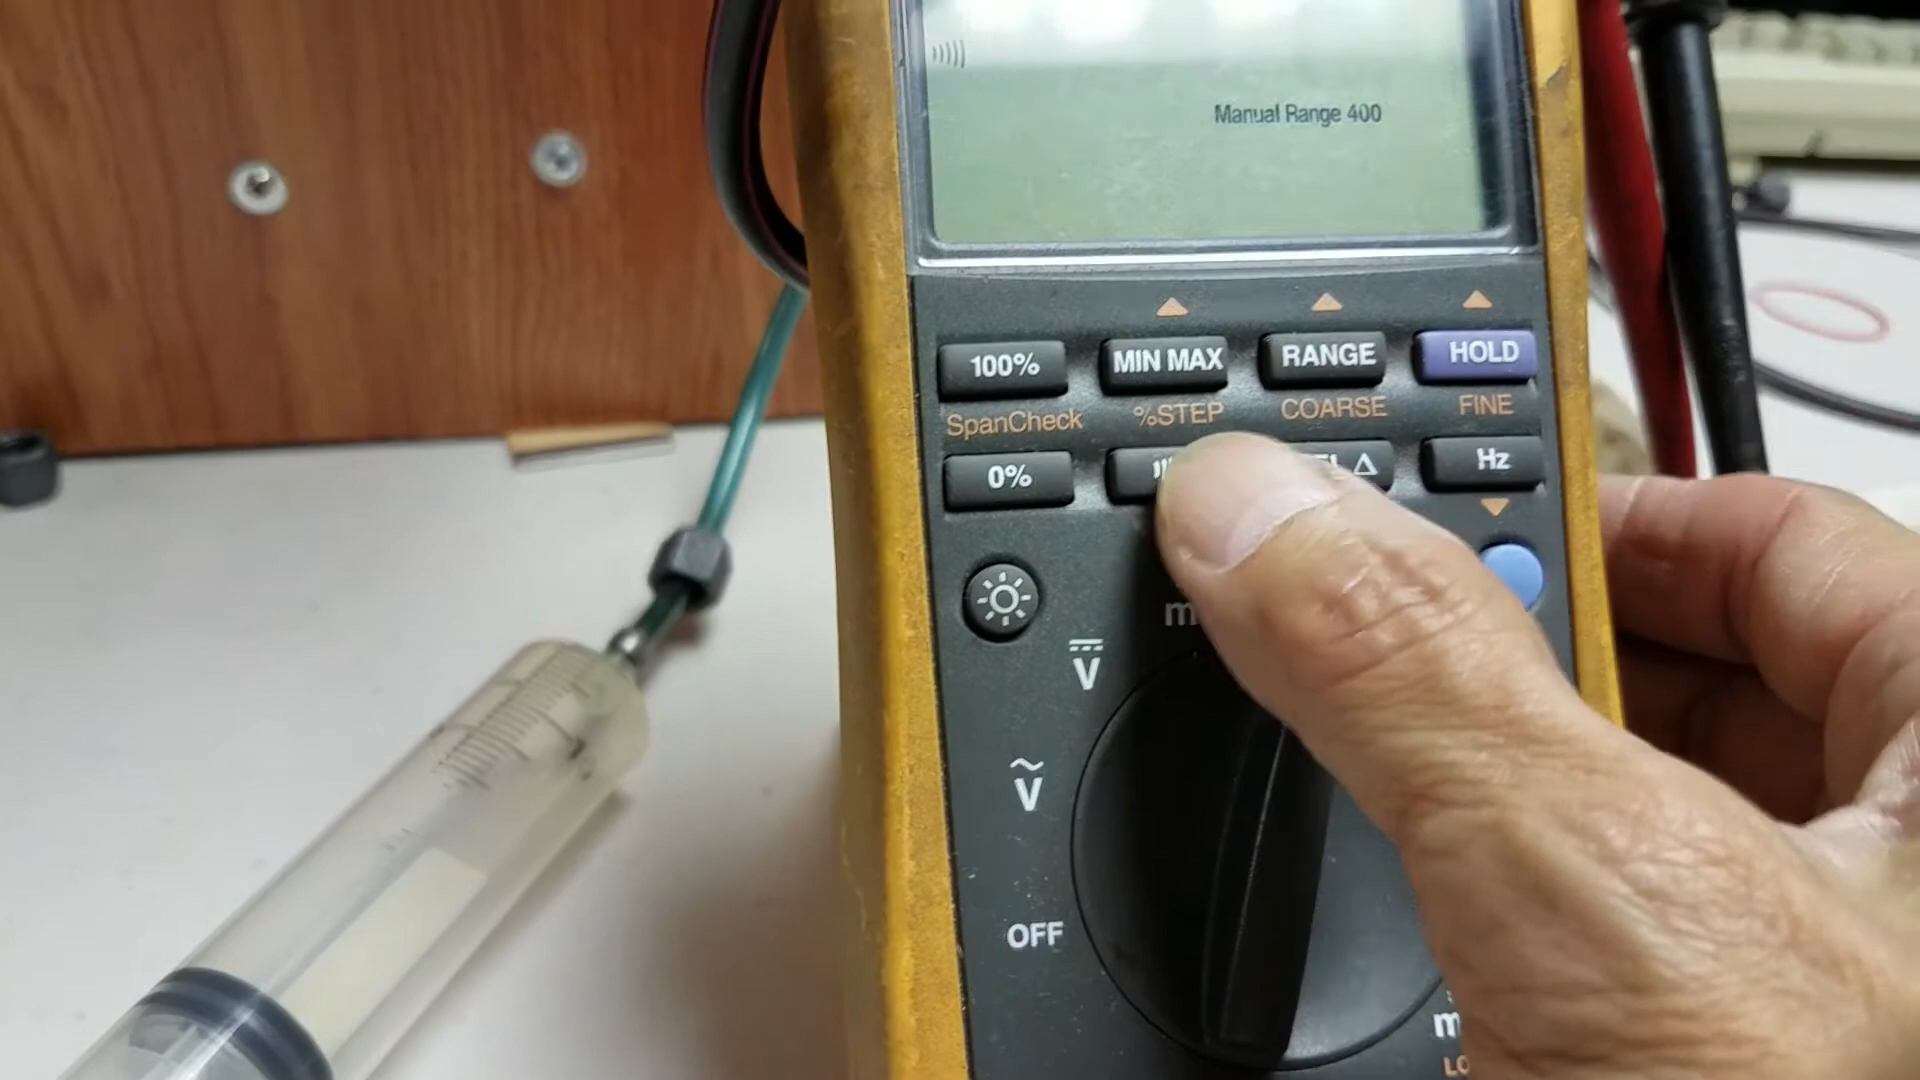 Manual Range 400
100% MIN MAX RANGE HOLD
SpanCheck %STEP COARSE FINE
0% Hz
V
V
OFF